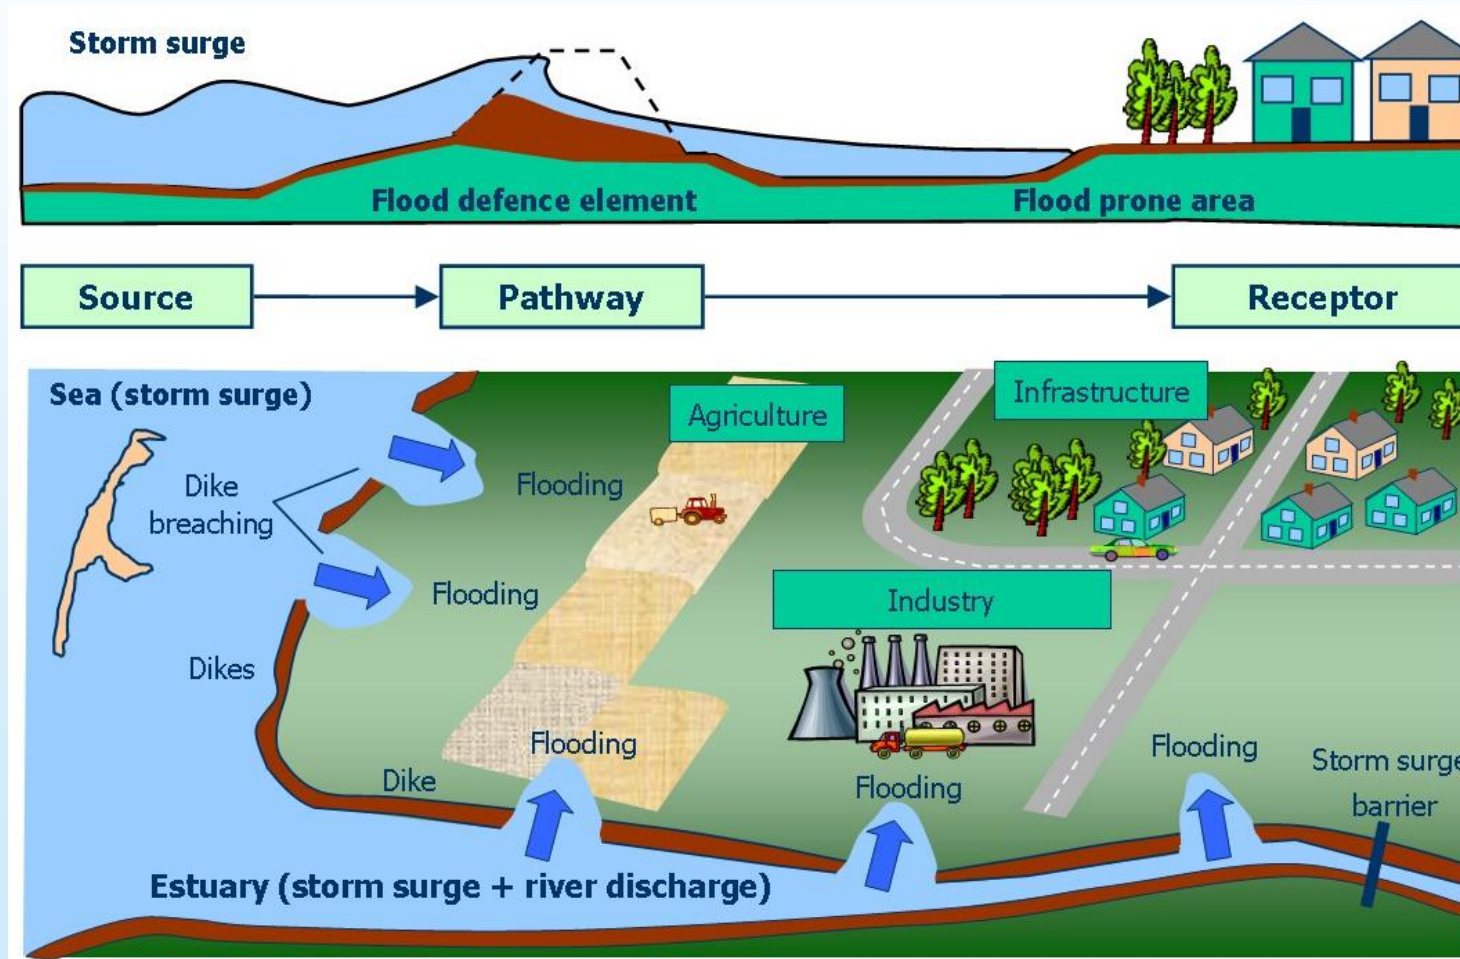 Storm surge
Flood defence element
Flood prone area
Source
Pathway
Receptor
Sea (storm surge)
Agriculture
Infrastructure
Dike
breaching
Flooding
Flooding
Industry
Dikes
Flooding
Dike
Flooding
Flooding
Storm surge
barrier
Estuary (storm surge + river discharge)